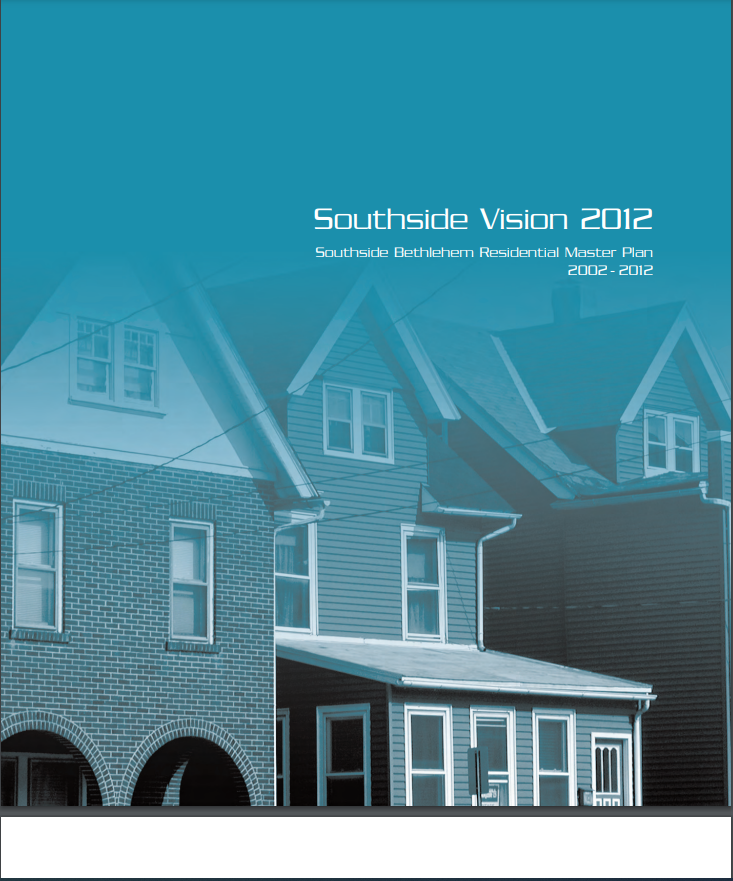 Southside Vision 2012
Southside Bethlehem Residential Master Plan
2002 - 2012